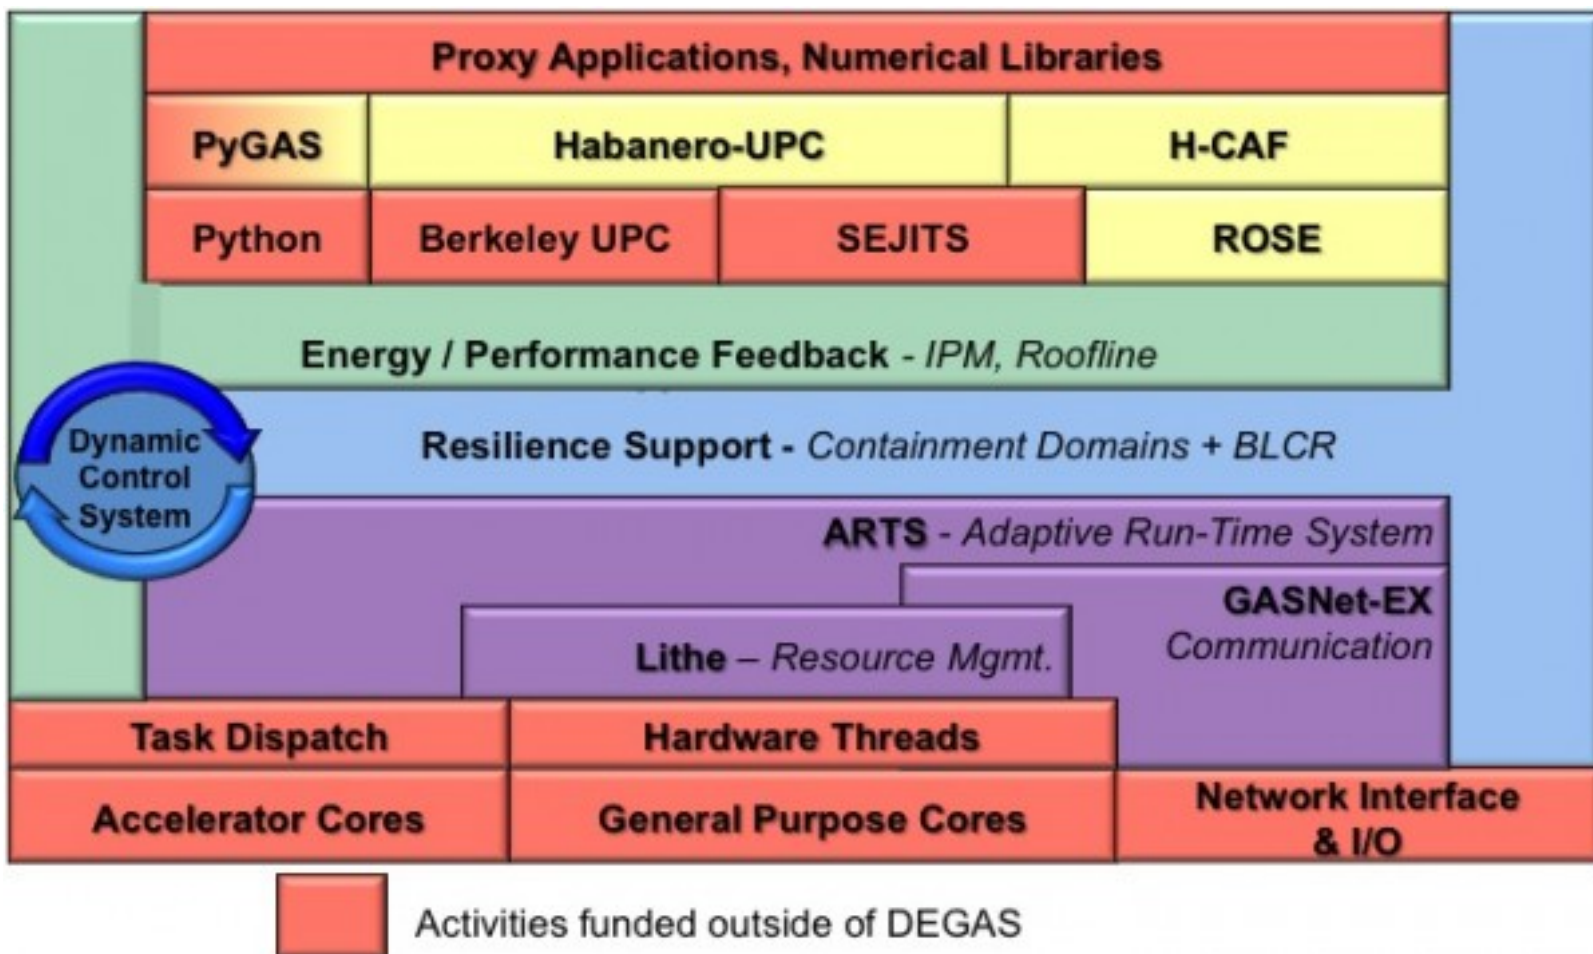 Proxy Applications, Numerical Libraries
PyGAS
Habanero-UPC
H-CAF
Python
Berkeley UPC
SEJITS
ROSE
Energy / Performance Feedback - IPM, Roofline
Resilience Support - Containment Domains + BLCR
Dynamic
Control
System
ARTS - Adaptive Run-Time System
GASNet-EX
Communication
Lithe – Resource Mgmt.
Task Dispatch
Hardware Threads
Accelerator Cores
General Purpose Cores
Network Interface
& I/O
Activities funded outside of DEGAS